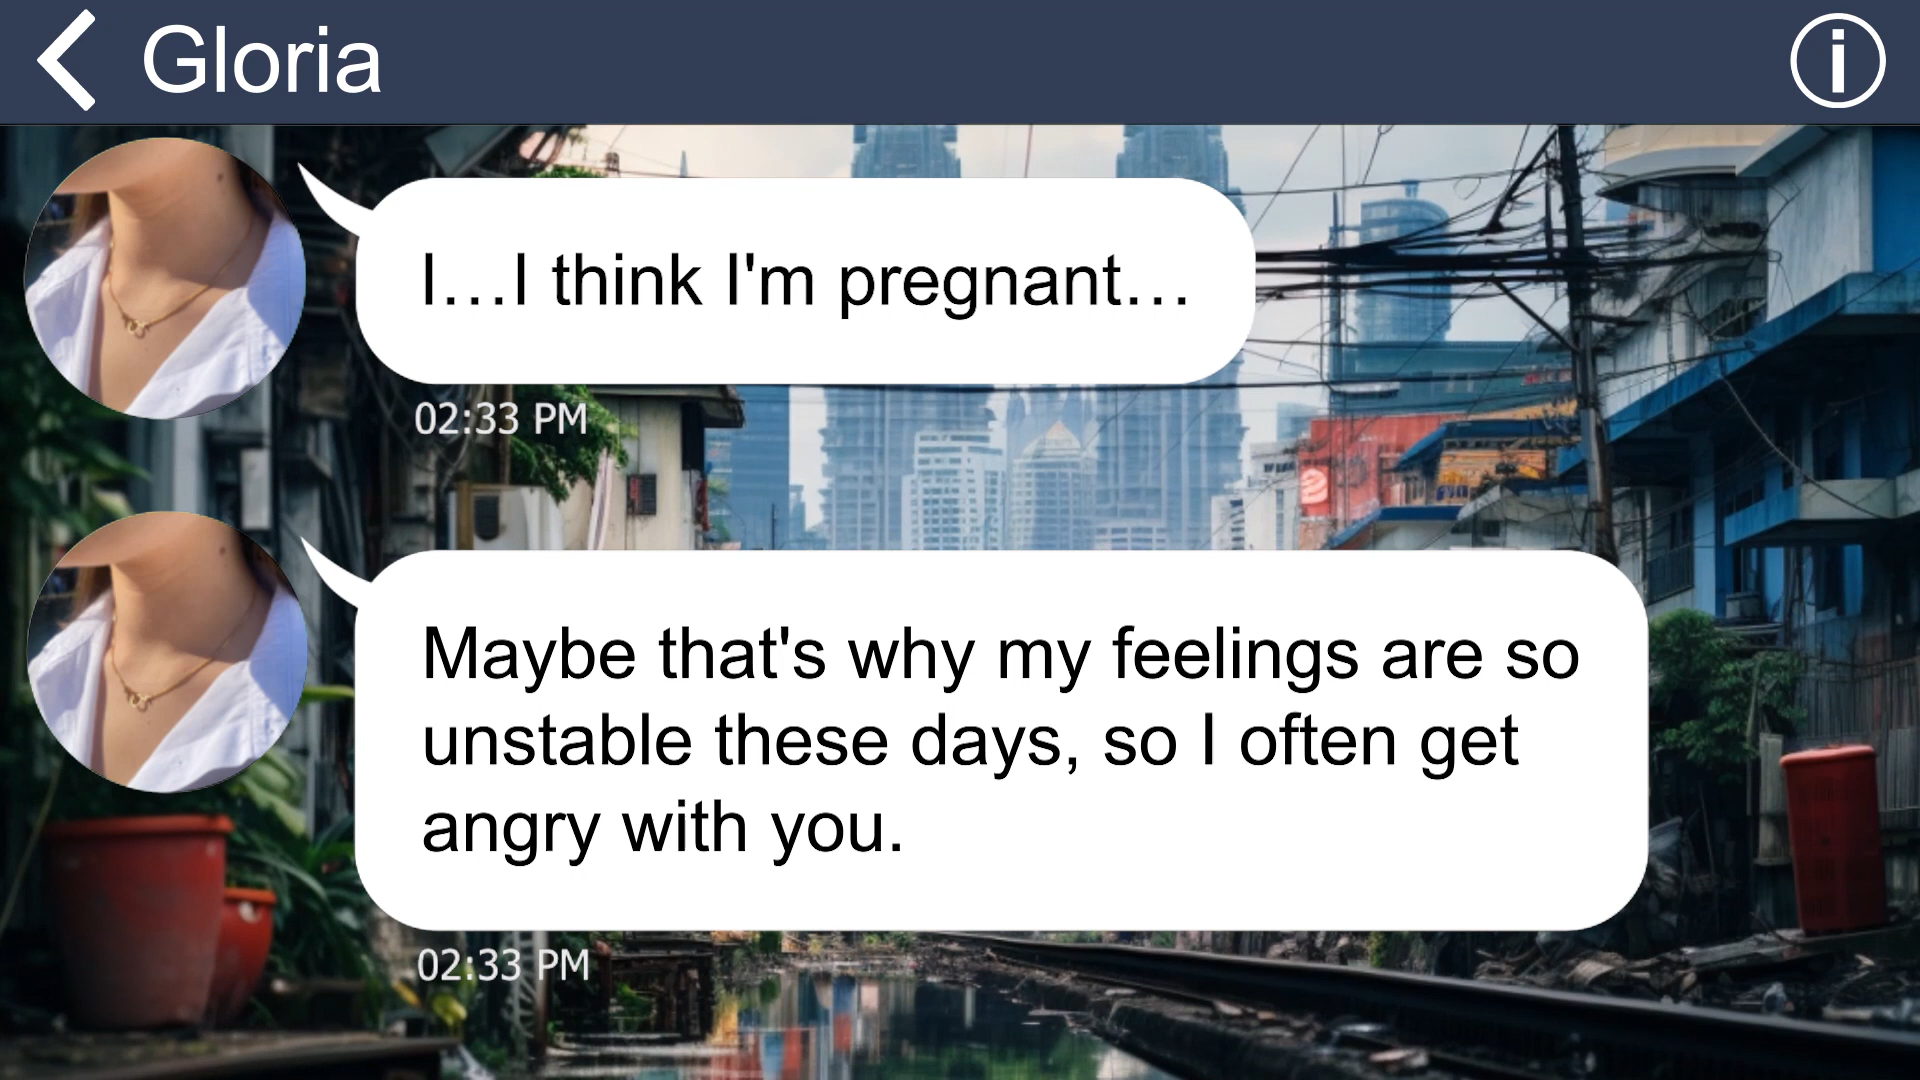 Gloria
I…I think I'm pregnant…
02:33 PM
Maybe that's why my feelings are so
unstable these days, so I often get
angry with you.
02:33 PM